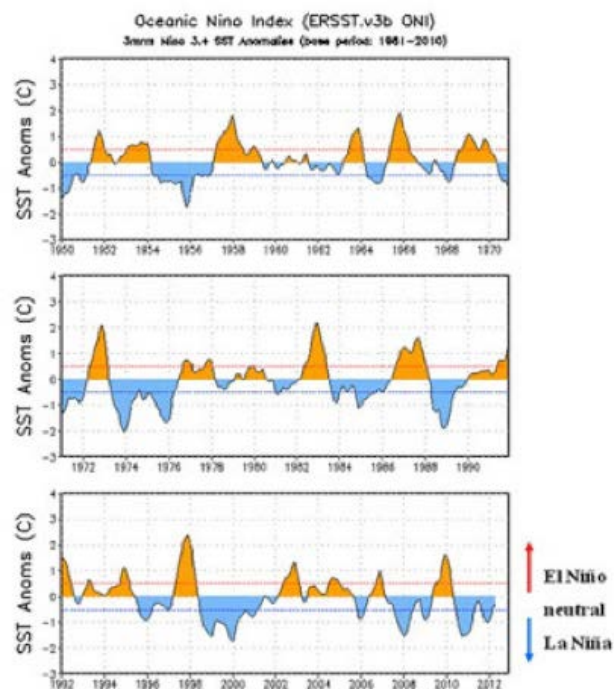 Oceanic Nino Index (ERSST.v3b ONI)
3mrm Nino 3.4 SST Anomalies (base period: 1981-2010)
SST Anoms (C)
4
3
2
1
0
-1
-2
-3
1950 1952 1954 1956 1958 1960 1962 1964 1966 1968 1970
SST Anoms (C)
4
3
2
1
0
-1
-2
-3
1972 1974 1976 1978 1980 1982 1984 1986 1988 1990
SST Anoms (C)
4
3
2
1
0
-1
-2
-3
1992 1994 1996 1998 2000 2002 2004 2006 2008 2010 2012
El Niño
neutral
La Niña